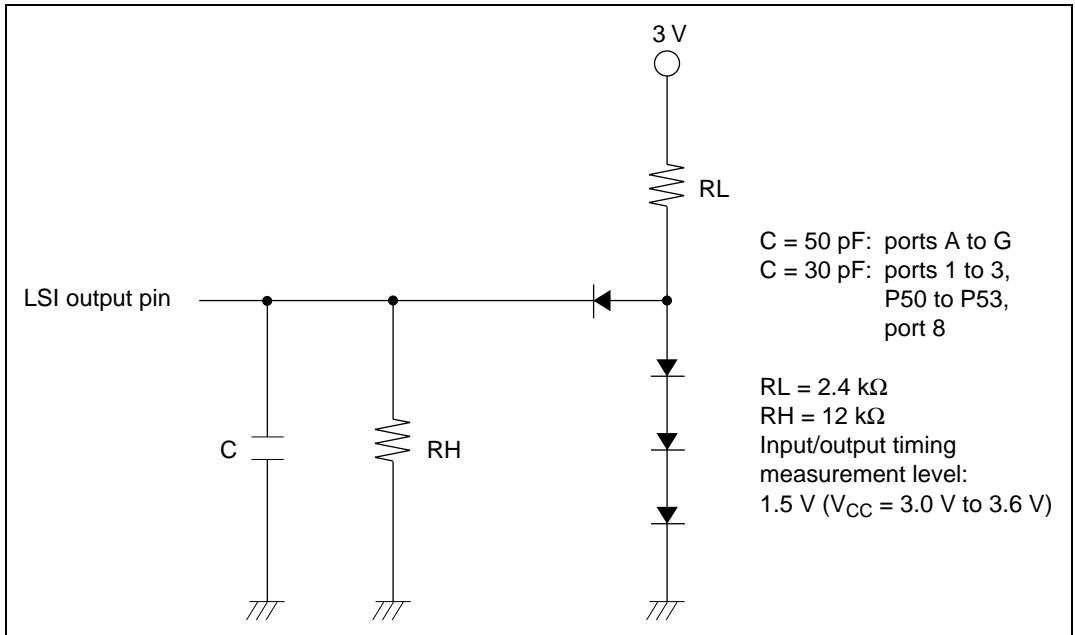 3 V
RL
C = 50 pF: ports A to G
C = 30 pF: ports 1 to 3,
P50 to P53,
port 8
LSI output pin
RL = 2.4 kΩ
RH = 12 kΩ
Input/output timing
measurement level:
1.5 V (VCC = 3.0 V to 3.6 V)
C
RH